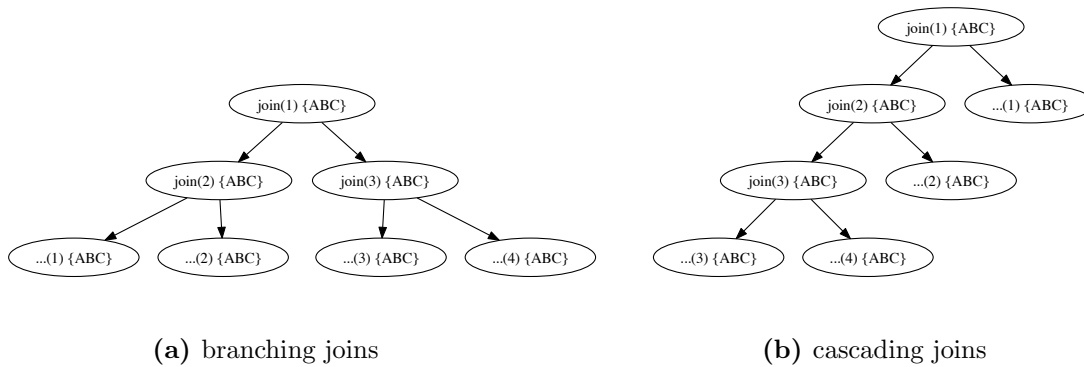 join(1) {ABC}
join(2) {ABC}
join(3) {ABC}
...(1) {ABC}
...(2) {ABC}
...(3) {ABC}
...(4) {ABC}
(a) branching joins
join(1) {ABC}
join(2) {ABC}
...(1) {ABC}
join(3) {ABC}
...(2) {ABC}
...(3) {ABC}
...(4) {ABC}
(b) cascading joins